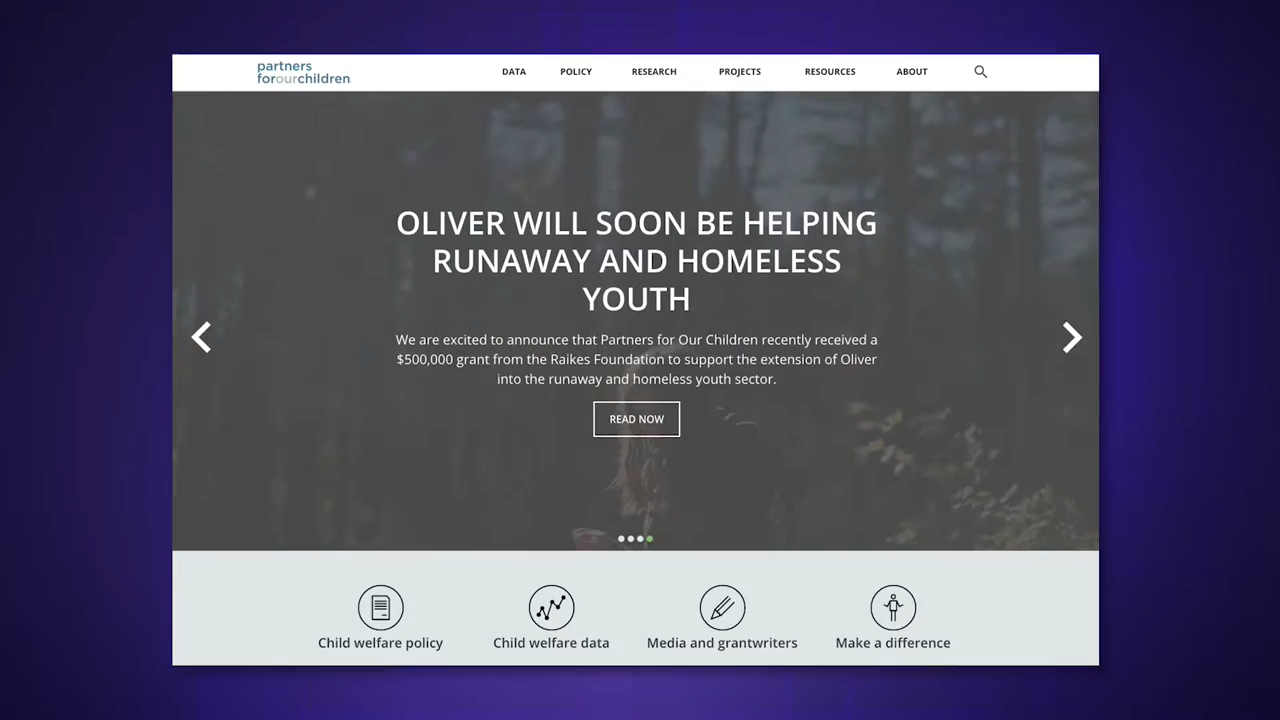 partners
forourchildren
DATA POLICY RESEARCH PROJECTS RESOURCES ABOUT
OLIVER WILL SOON BE HELPING
RUNAWAY AND HOMELESS
YOUTH
We are excited to announce that Partners for Our Children recently received a
$500,000 grant from the Raikes Foundation to support the extension of Oliver
into the runaway and homeless youth sector.
READ NOW
Child welfare policy Child welfare data Media and grantwriters Make a difference